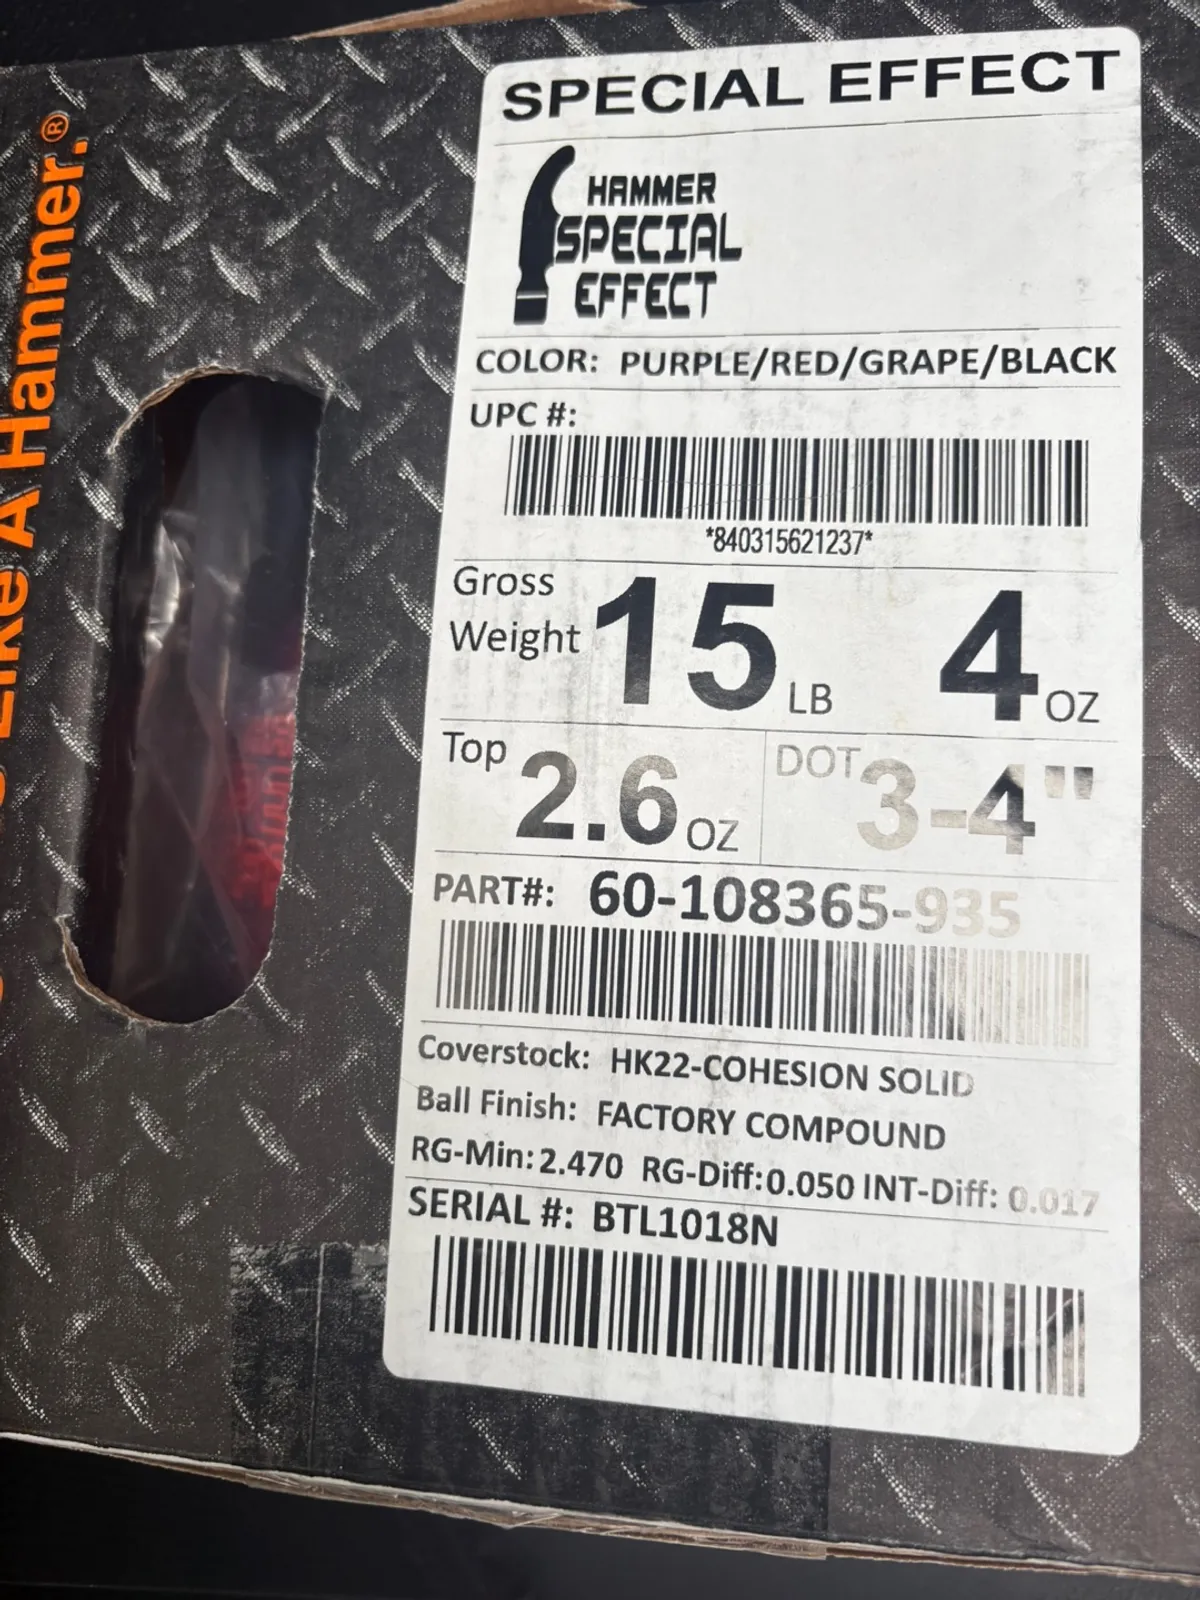 Like A Hammer.®
SPECIAL EFFECT
HAMMER
SPECIAL
EFFECT
COLOR: PURPLE/RED/GRAPE/BLACK
UPC #:
*840315621237*
Gross Weight 15 LB 4 OZ
Top 2.6 OZ DOT 3-4"
PART#: 60-108365-935
Coverstock: HK22-COHESION SOLID
Ball Finish: FACTORY COMPOUND
RG-Min: 2.470 RG-Diff: 0.050 INT-Diff: 0.017
SERIAL #: BTL1018N